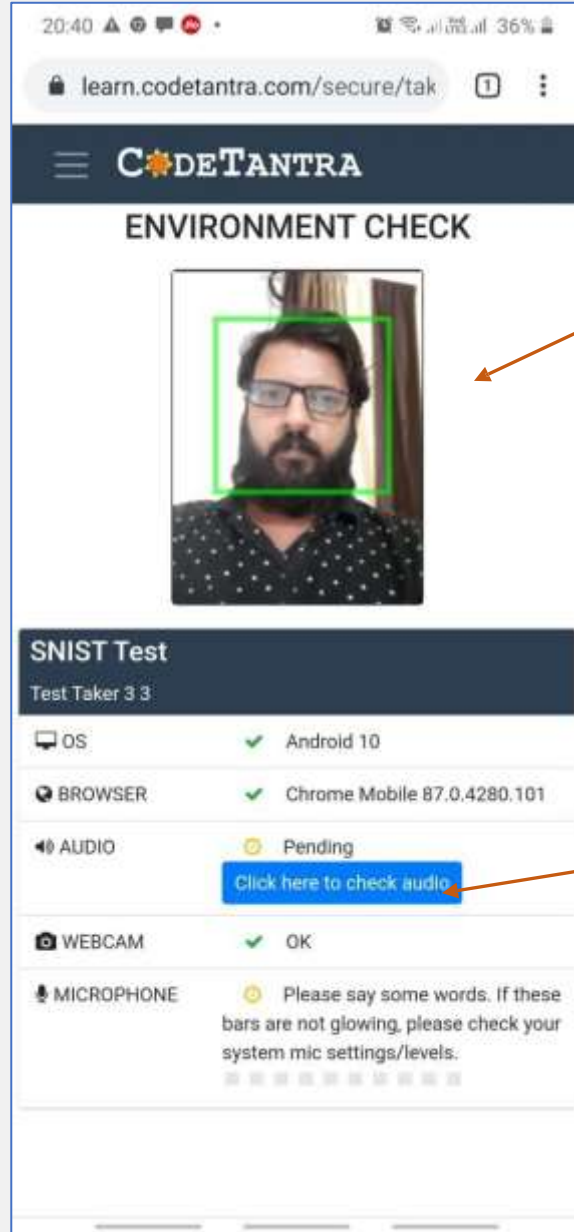 20:40
36%
learn.codetantra.com/secure/tak
1
CODETANTRA
ENVIRONMENT CHECK
SNIST Test
Test Taker 3 3
OS Android 10
BROWSER Chrome Mobile 87.0.4280.101
AUDIO Pending
Click here to check audio
WEBCAM OK
MICROPHONE Please say some words. If these
bars are not glowing, please check your
system mic settings/levels.